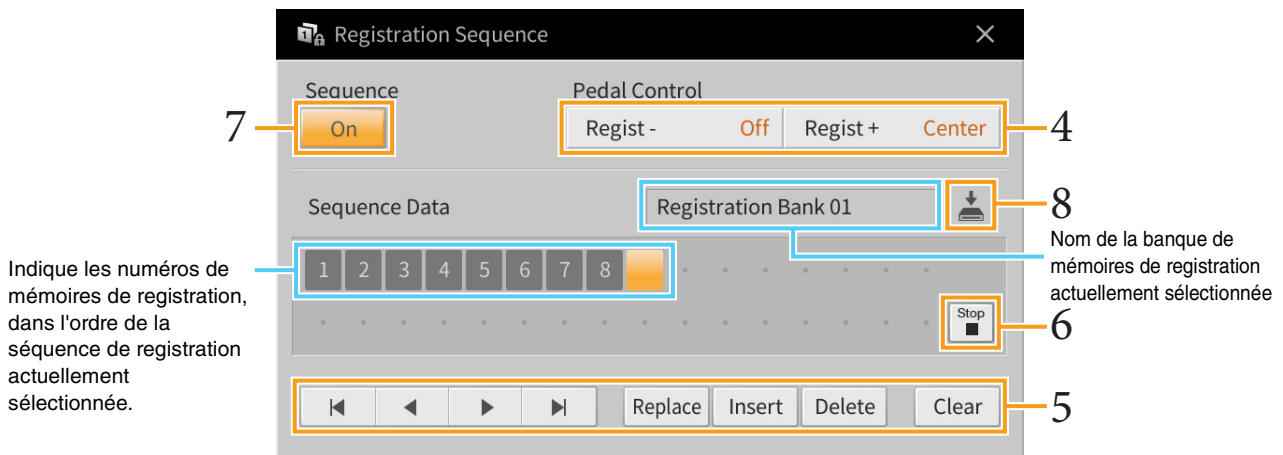 Registration Sequence
Sequence
Pedal Control
7
On
Regist -
Off
Regist +
Center
4
Sequence Data
Registration Bank 01
8
Nom de la banque de
mémoires de registration
actuellement sélectionnée
Indique les numéros de
mémoires de registration,
dans l'ordre de la
séquence de registration
actuellement
sélectionnée.
1 2 3 4 5 6 7 8
Stop
6
Replace
Insert
Delete
Clear
5